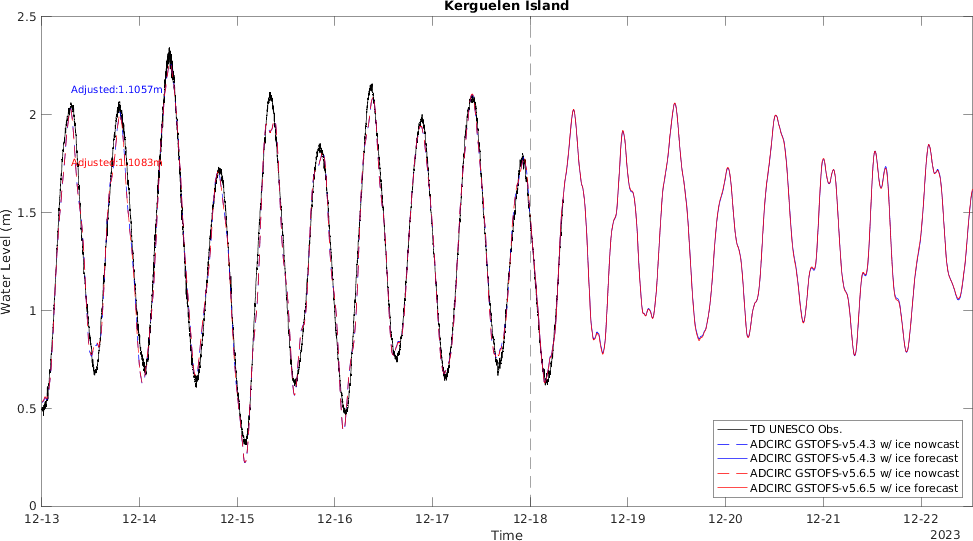 Kerguelen Island
2.5
2
1.5
1
0.5
0
Water Level (m)
Adjusted:1.1057m
Adjusted:1.1083m
TD UNESCO Obs.
ADCIRC GSTOFS-v5.4.3 w/ ice nowcast
ADCIRC GSTOFS-v5.4.3 w/ ice forecast
ADCIRC GSTOFS-v5.6.5 w/ ice nowcast
ADCIRC GSTOFS-v5.6.5 w/ ice forecast
12-13 12-14 12-15 12-16 12-17 12-18 12-19 12-20 12-21 12-22
Time
2023